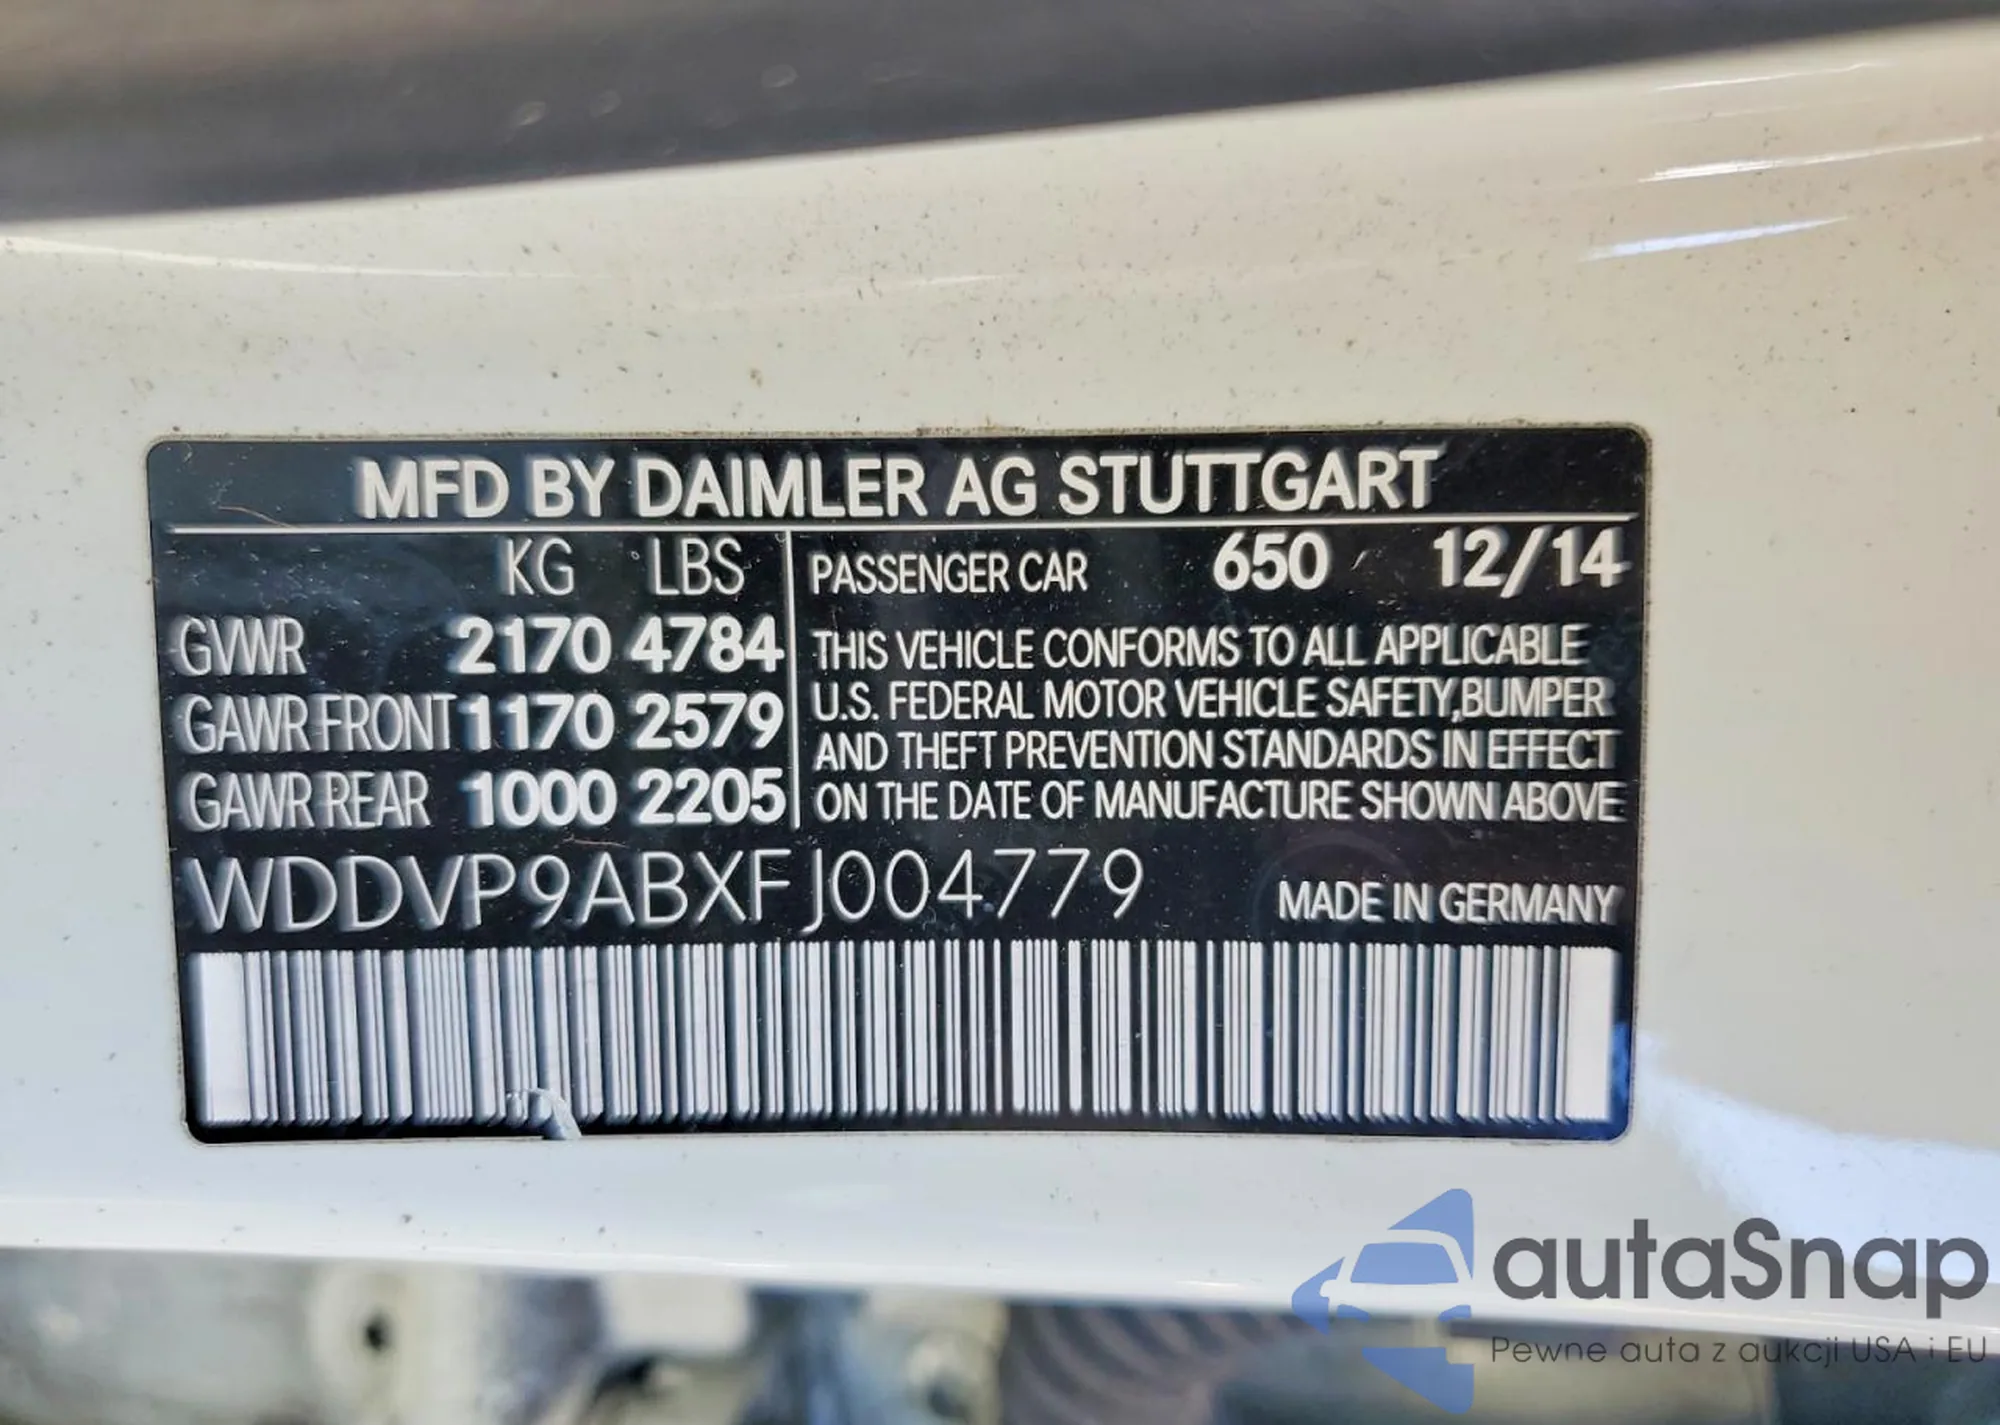 MFD BY DAIMLER AG STUTTGART
KG LBS
GVWR 2170 4784
GAWR FRONT 1170 2579
GAWR REAR 1000 2205
PASSENGER CAR 650 12/14
THIS VEHICLE CONFORMS TO ALL APPLICABLE
U.S. FEDERAL MOTOR VEHICLE SAFETY,BUMPER
AND THEFT PREVENTION STANDARDS IN EFFECT
ON THE DATE OF MANUFACTURE SHOWN ABOVE
WDDVP9ABXFJ004779
MADE IN GERMANY
autaSnap
Pewne auta z aukcji USA i EU